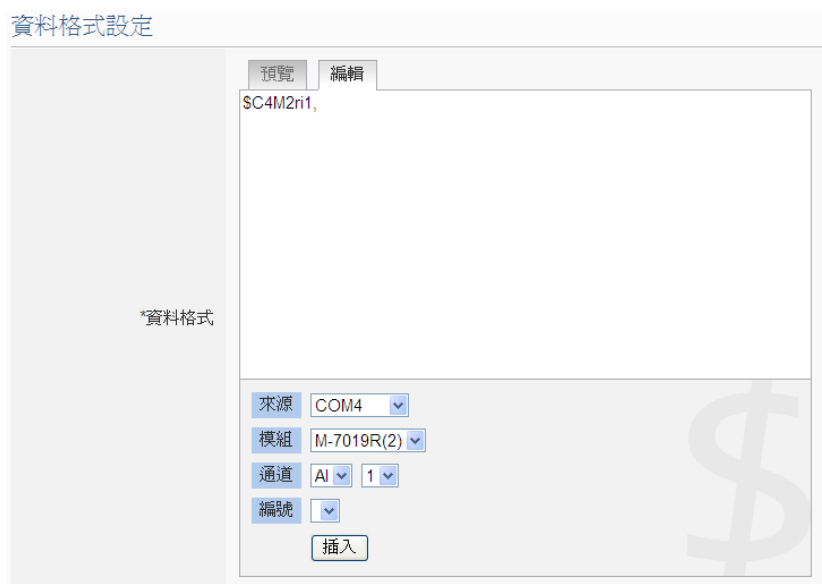 資料格式設定
預覽 編輯
$C4M2ri1,
*資料格式
來源 COM4
模組 M-7019R(2)
通道 AI 1
編號
插入
$